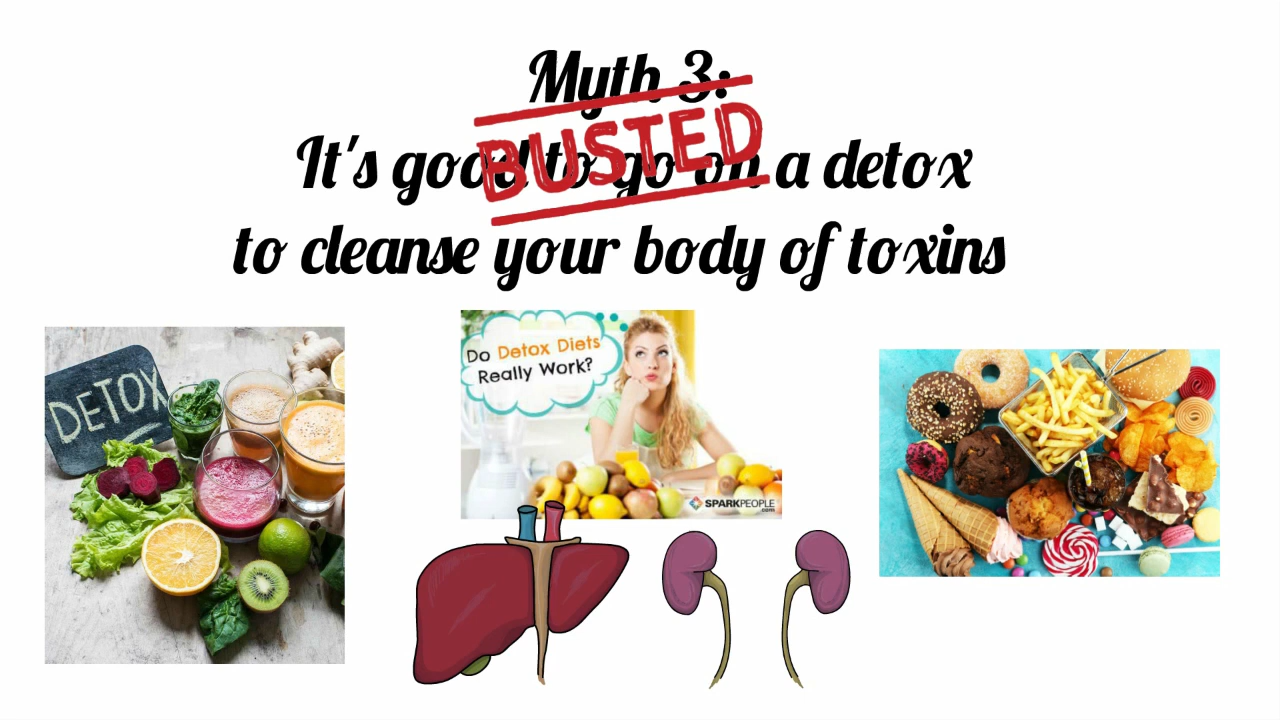 Myth 3:
It's good to go on a detox
to cleanse your body of toxins
BUSTED
DETOX
Do Detox Diets
Really Work?
SPARKPEOPLE
.com